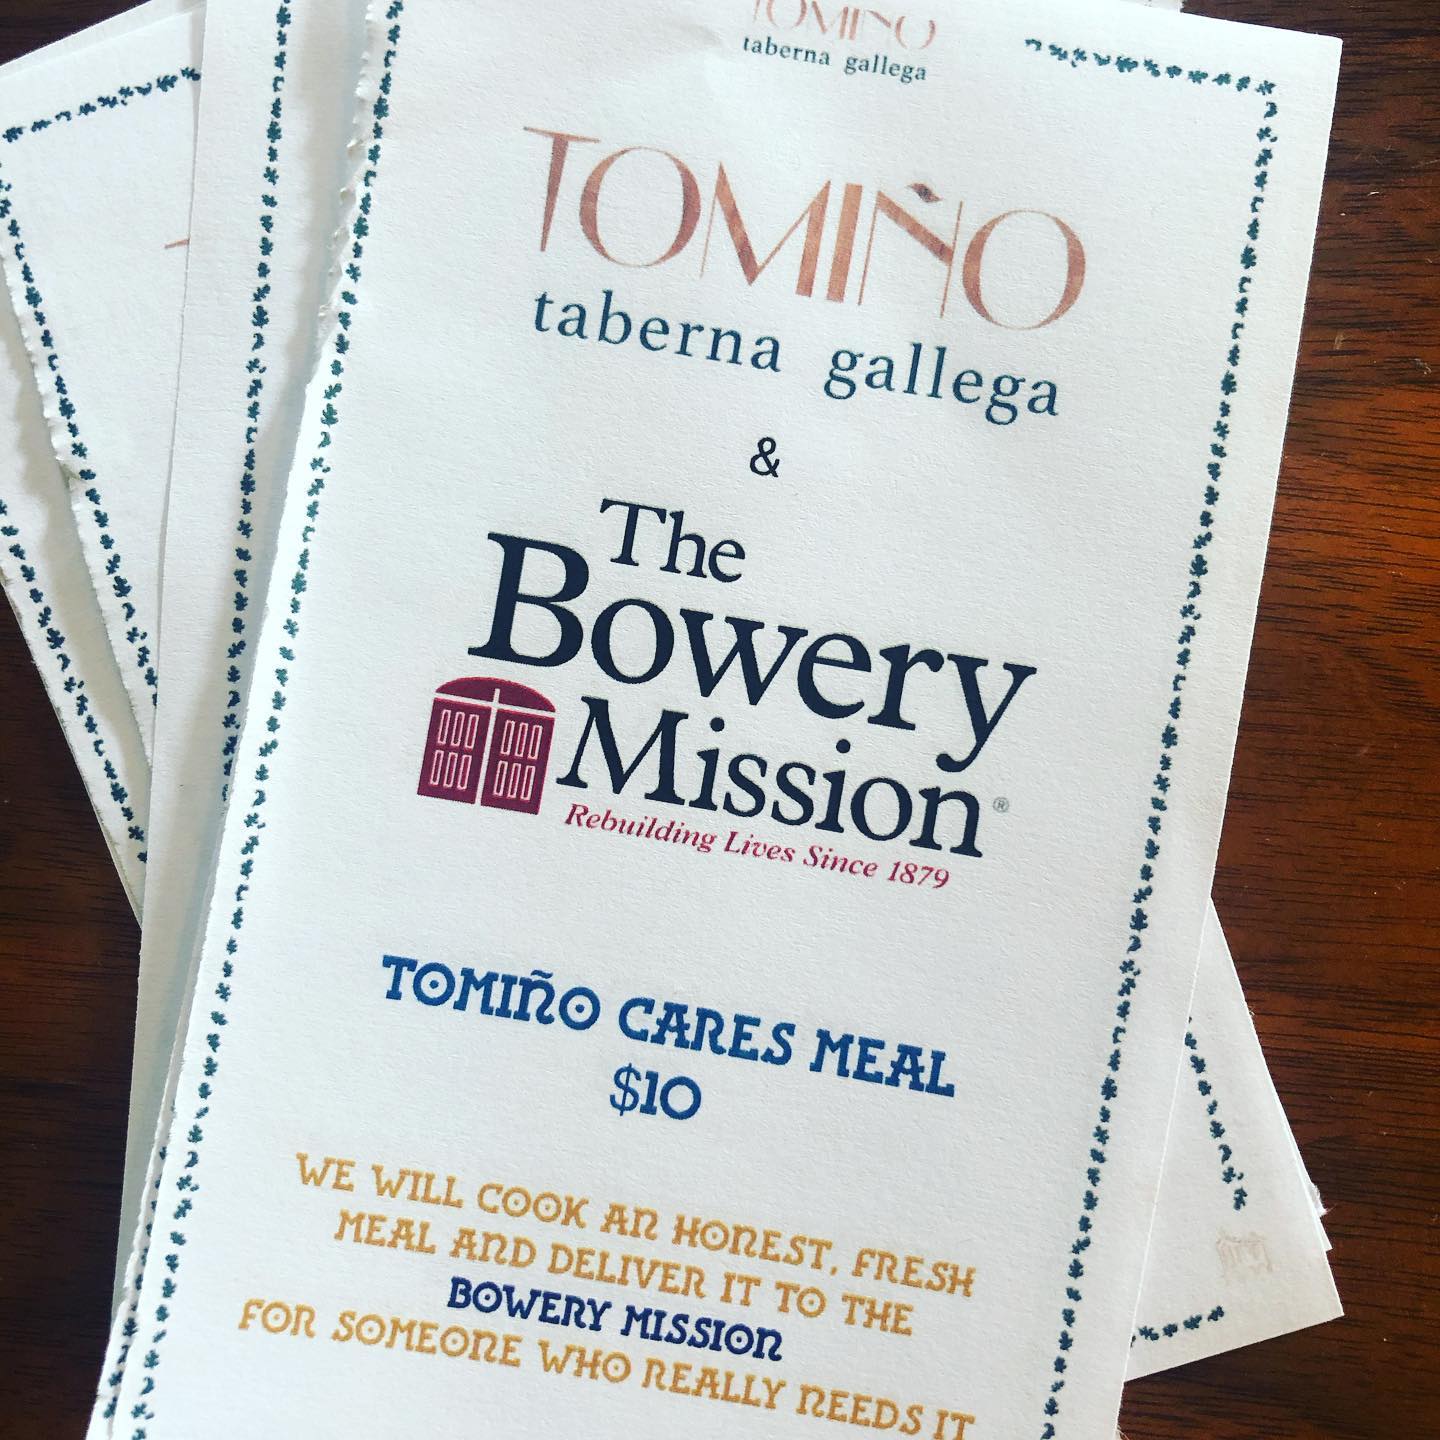 TOMIÑO
taberna gallega
TOMIÑO
taberna gallega
&
The
Bowery
Mission®
Rebuilding Lives Since 1879
TOMIÑO CARES MEAL
$10
WE WILL COOK AN HONEST, FRESH
MEAL AND DELIVER IT TO THE
BOWERY MISSION
FOR SOMEONE WHO REALLY NEEDS IT